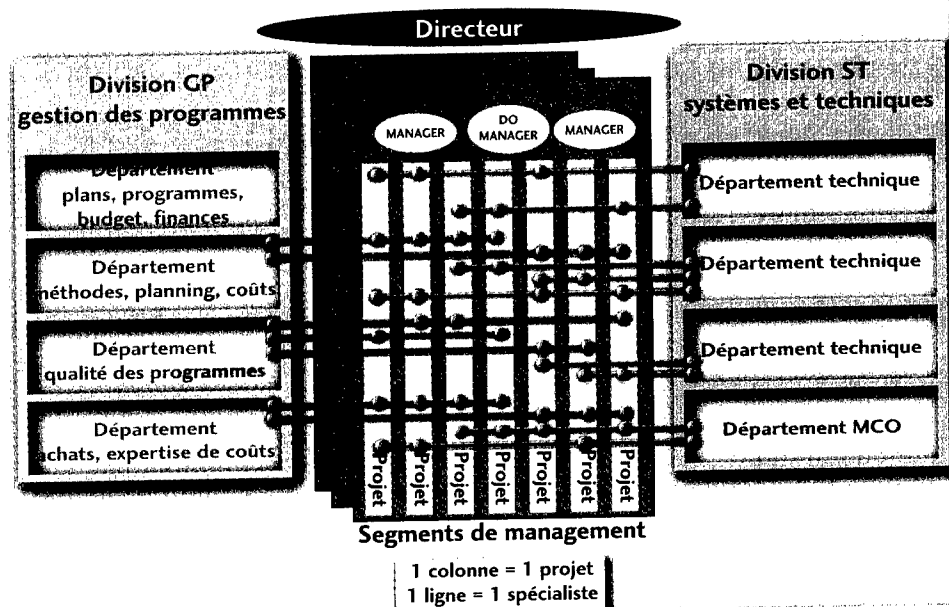 Directeur
Division GP
gestion des programmes
Département
plans, programmes,
budget, finances
Département
méthodes, planning, coûts
Département
qualité des programmes
Département
achats, expertise de coûts
MANAGER
DO
MANAGER
MANAGER
Projet
Projet
Projet
Projet
Projet
Projet
Projet
Segments de management
1 colonne = 1 projet
1 ligne = 1 spécialiste
Division ST
systèmes et techniques
Département technique
Département technique
Département technique
Département MCO